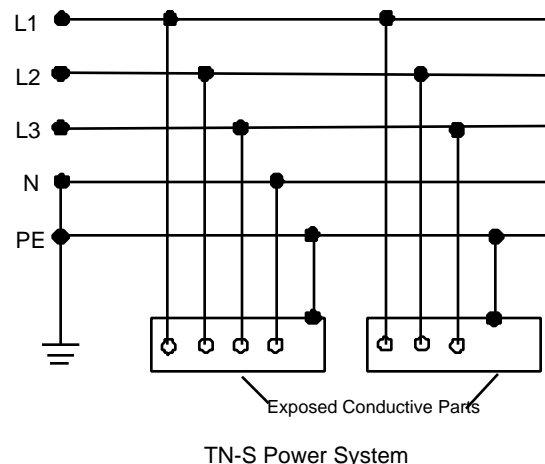 L1
L2
L3
N
PE
Exposed Conductive Parts
TN-S Power System